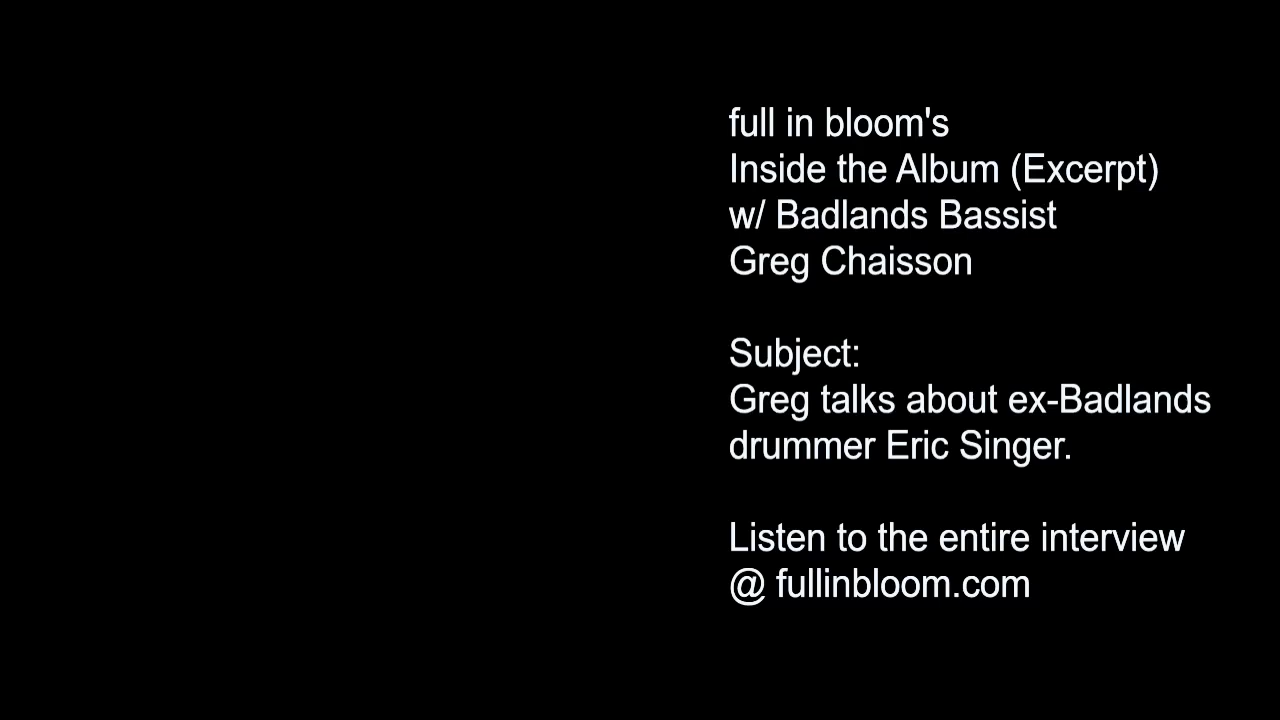 full in bloom's
Inside the Album (Excerpt)
w/ Badlands Bassist
Greg Chaisson
Subject:
Greg talks about ex-Badlands
drummer Eric Singer.
Listen to the entire interview
@ fullinbloom.com